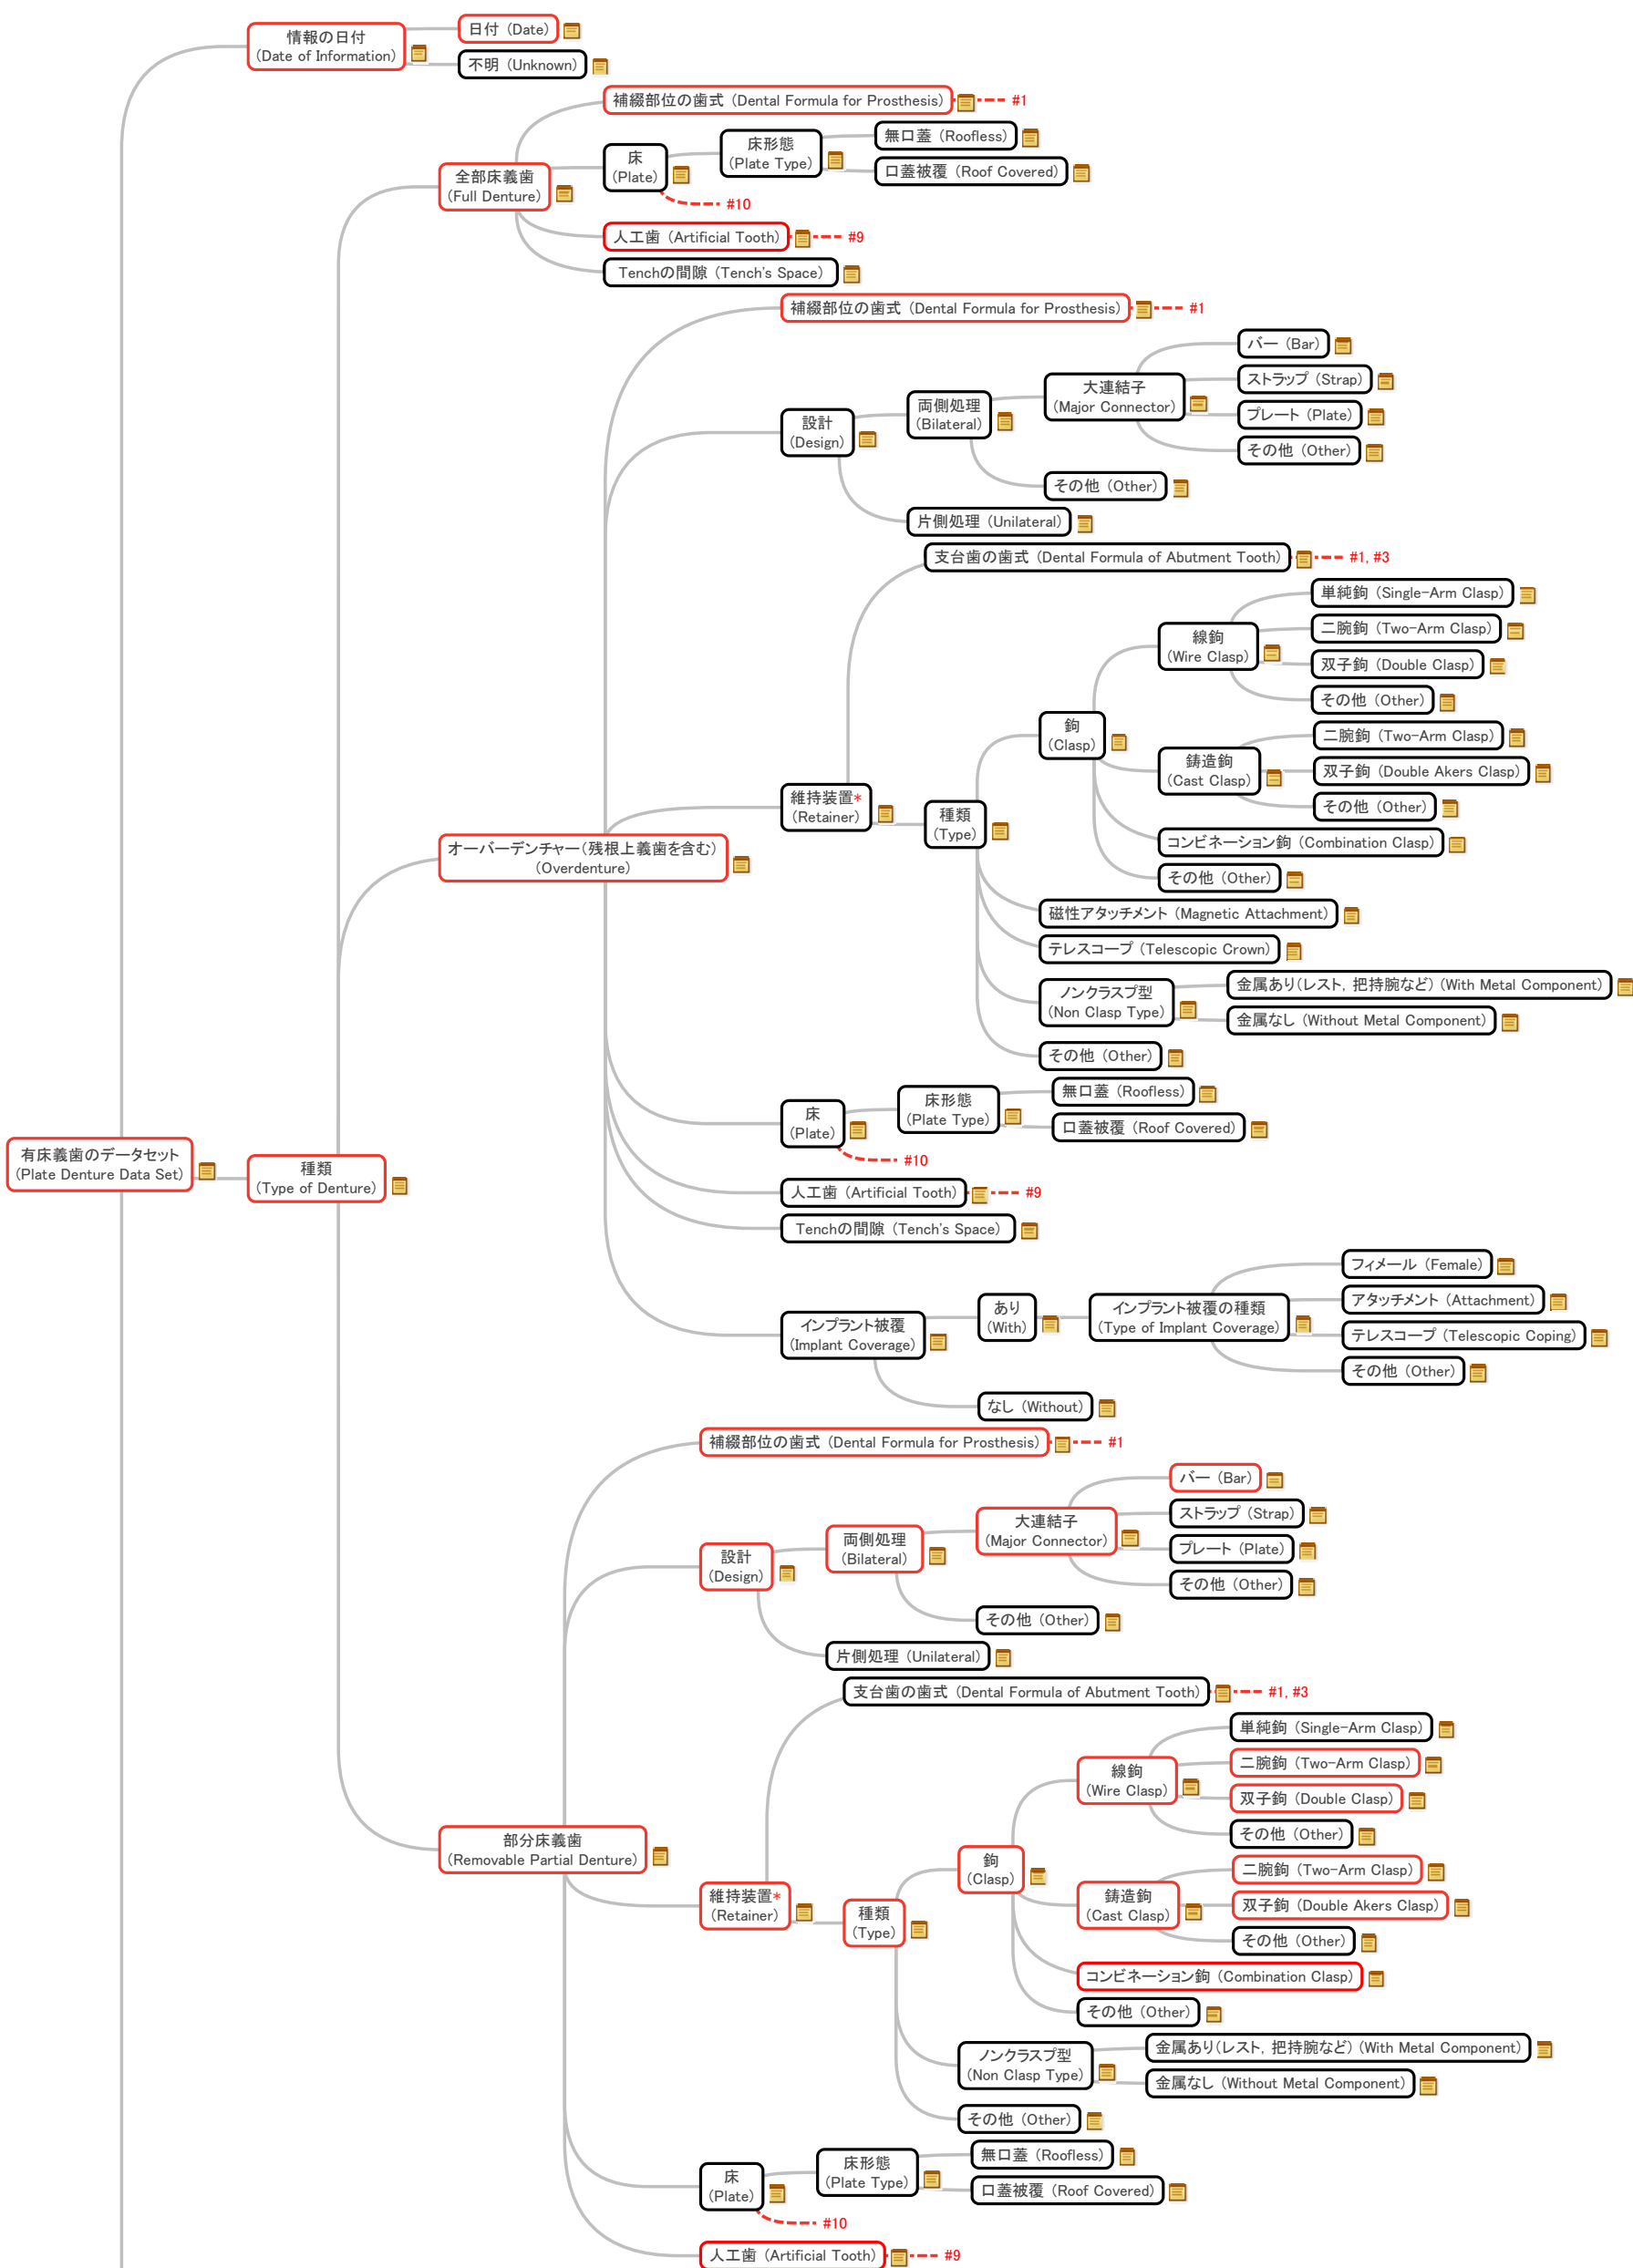 情報の日付
(Date of Information)
日付 (Date)
不明 (Unknown)
補綴部位の歯式 (Dental Formula for Prosthesis)
#1
床
(Plate)
床形態
(Plate Type)
無口蓋 (Roofless)
口蓋被覆 (Roof Covered)
全部床義歯
(Full Denture)
#10
人工歯 (Artificial Tooth)
#9
Tenchの間隙 (Tench's Space)
補綴部位の歯式 (Dental Formula for Prosthesis)
#1
バー (Bar)
ストラップ (Strap)
大連結子
(Major Connector)
プレート (Plate)
両側処理
(Bilateral)
設計
(Design)
その他 (Other)
その他 (Other)
片側処理 (Unilateral)
支台歯の歯式 (Dental Formula of Abutment Tooth)
#1, #3
単純鉤 (Single-Arm Clasp)
二腕鉤 (Two-Arm Clasp)
線鉤
(Wire Clasp)
双子鉤 (Double Clasp)
その他 (Other)
鉤
(Clasp)
二腕鉤 (Two-Arm Clasp)
鋳造鉤
(Cast Clasp)
双子鉤 (Double Akers Clasp)
その他 (Other)
維持装置*
(Retainer)
種類
(Type)
コンビネーション鉤 (Combination Clasp)
その他 (Other)
オーバーデンチャー(残根上義歯を含む)
(Overdenture)
磁性アタッチメント (Magnetic Attachment)
テレスコープ (Telescopic Crown)
ノンクラスプ型
(Non Clasp Type)
金属あり(レスト, 把持腕など) (With Metal Component)
金属なし (Without Metal Component)
その他 (Other)
床
(Plate)
床形態
(Plate Type)
無口蓋 (Roofless)
口蓋被覆 (Roof Covered)
#10
有床義歯のデータセット
(Plate Denture Data Set)
種類
(Type of Denture)
人工歯 (Artificial Tooth)
#9
Tenchの間隙 (Tench's Space)
フィメール (Female)
アタッチメント (Attachment)
あり
(With)
インプラント被覆の種類
(Type of Implant Coverage)
インプラント被覆
(Implant Coverage)
テレスコープ (Telescopic Coping)
その他 (Other)
なし (Without)
補綴部位の歯式 (Dental Formula for Prosthesis)
#1
バー (Bar)
ストラップ (Strap)
大連結子
(Major Connector)
プレート (Plate)
両側処理
(Bilateral)
設計
(Design)
その他 (Other)
その他 (Other)
片側処理 (Unilateral)
支台歯の歯式 (Dental Formula of Abutment Tooth)
#1, #3
単純鉤 (Single-Arm Clasp)
二腕鉤 (Two-Arm Clasp)
線鉤
(Wire Clasp)
双子鉤 (Double Clasp)
その他 (Other)
部分床義歯
(Removable Partial Denture)
鉤
(Clasp)
二腕鉤 (Two-Arm Clasp)
鋳造鉤
(Cast Clasp)
双子鉤 (Double Akers Clasp)
その他 (Other)
維持装置*
(Retainer)
種類
(Type)
コンビネーション鉤 (Combination Clasp)
その他 (Other)
ノンクラスプ型
(Non Clasp Type)
金属あり(レスト, 把持腕など) (With Metal Component)
金属なし (Without Metal Component)
その他 (Other)
床
(Plate)
床形態
(Plate Type)
無口蓋 (Roofless)
口蓋被覆 (Roof Covered)
#10
人工歯 (Artificial Tooth)
#9